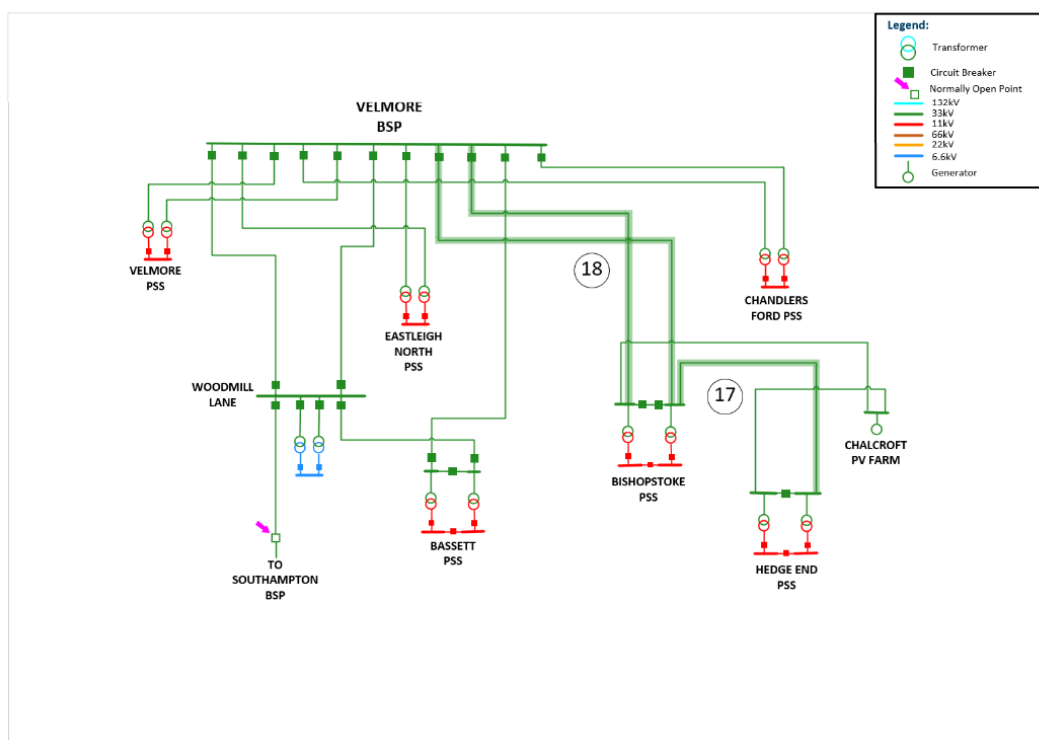 Legend:
Transformer
Circuit Breaker
Normally Open Point
132kV
33kV
11kV
66kV
22kV
6.6kV
Generator
VELMORE
BSP
18
VELMORE
PSS
CHANDLERS
FORD PSS
EASTLEIGH
NORTH
PSS
WOODMILL
LANE
17
CHALCROFT
PV FARM
BISHOPSTOKE
PSS
BASSETT
PSS
TO
SOUTHAMPTON
BSP
HEDGE END
PSS